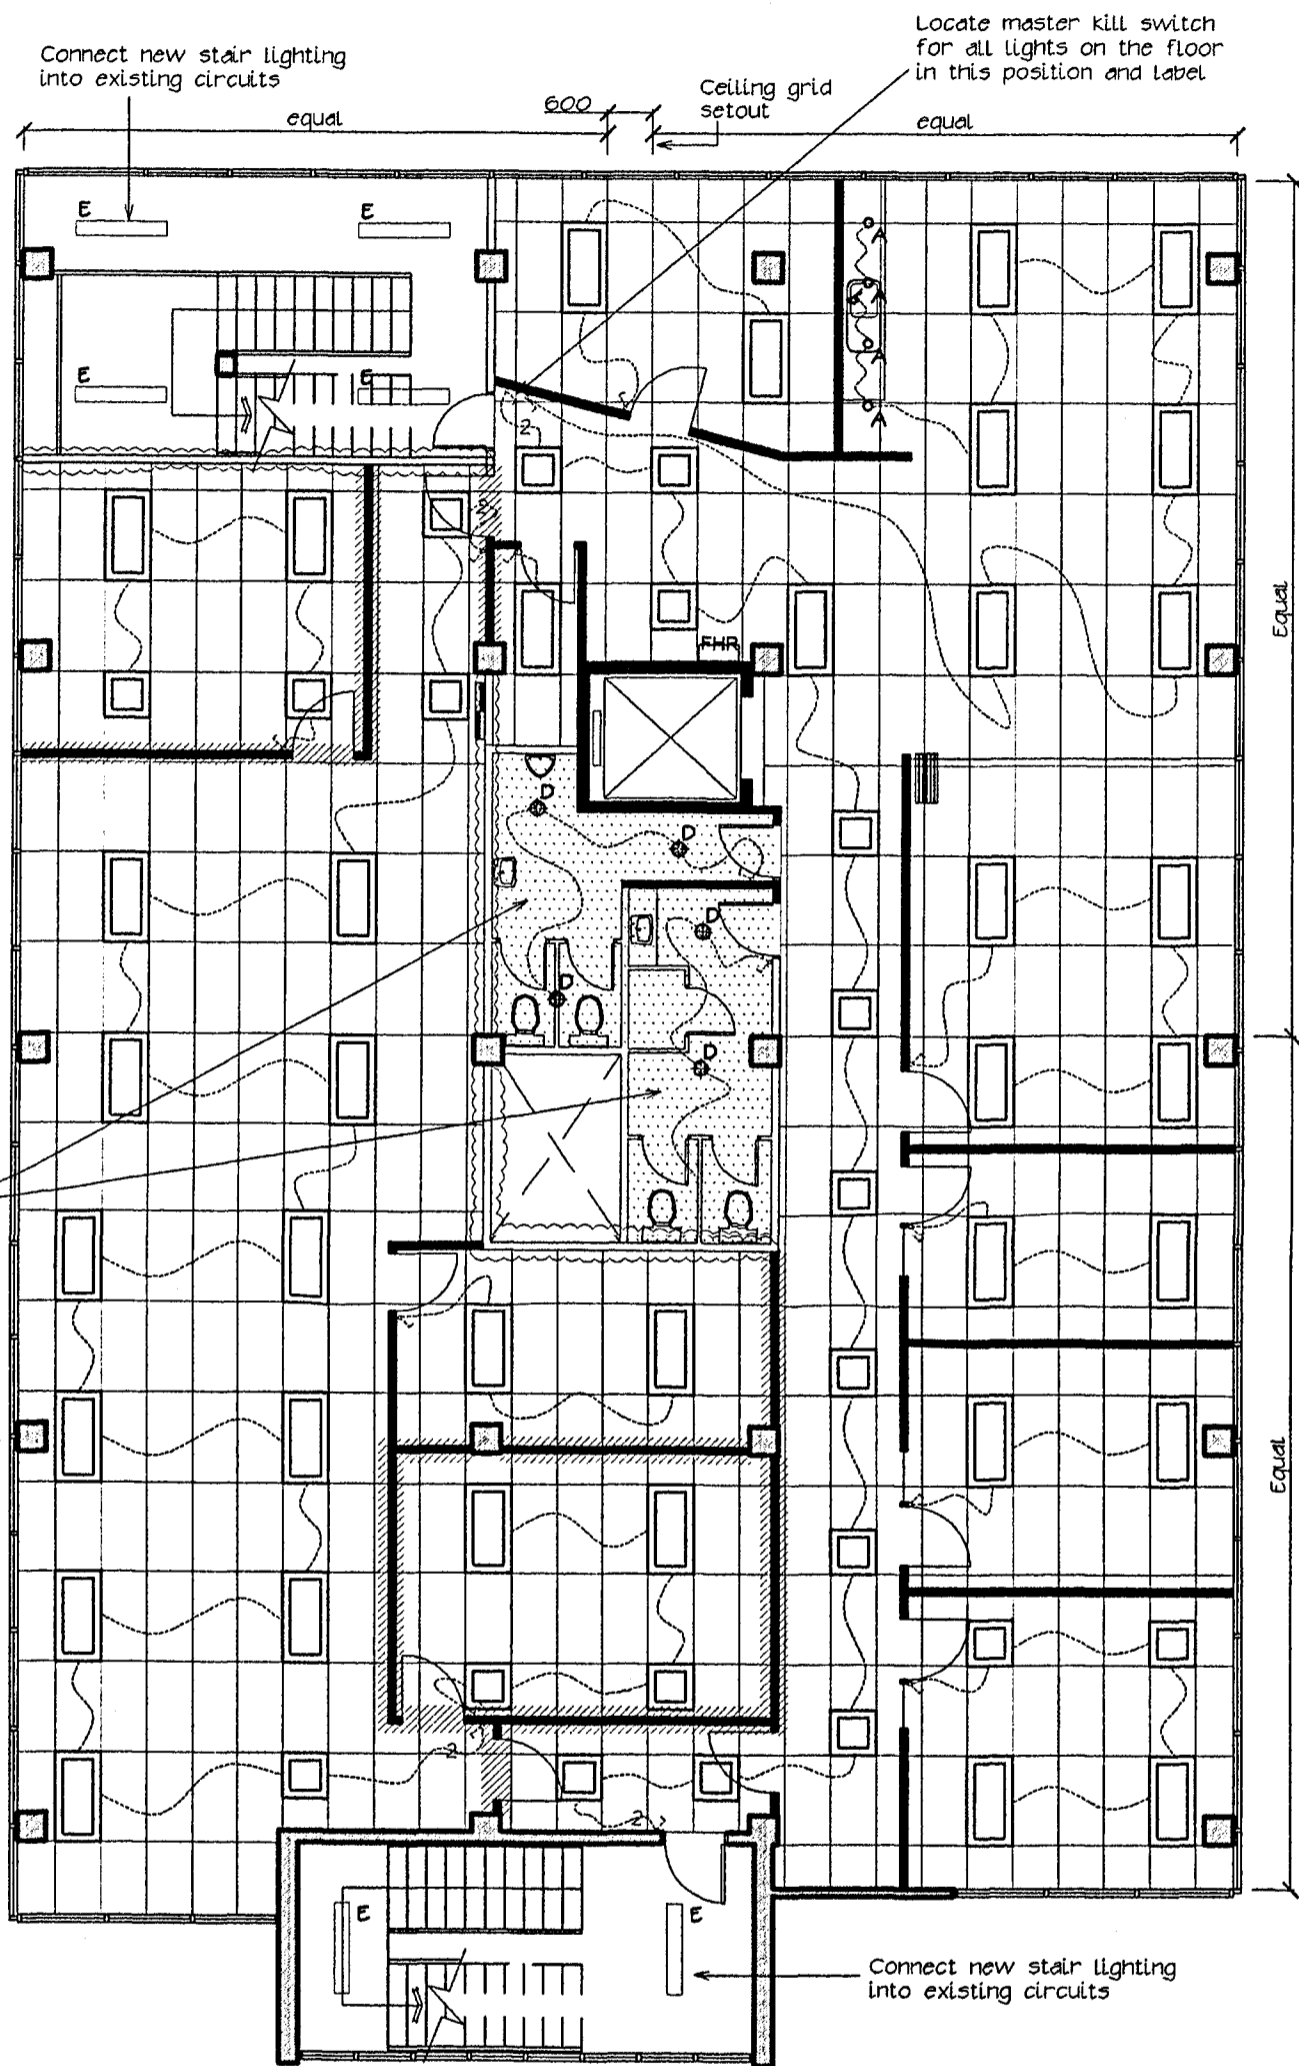 Locate master kill switch
for all lights on the floor
in this position and label
Connect new stair lighting
into existing circuits
Ceiling grid
setout
600
equal
equal
E
E
A
A
E
E
A
A
2
2
Equal
FHR
D
D
D
D
D
Equal
2
2
E
E
Connect new stair lighting
into existing circuits